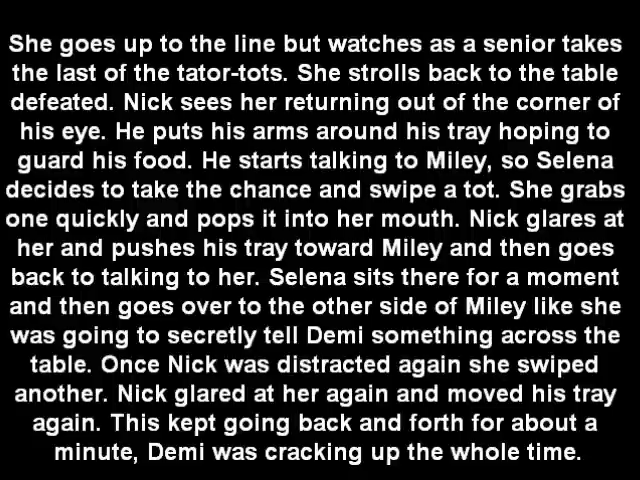 She goes up to the line but watches as a senior takes
the last of the tator-tots. She strolls back to the table
defeated. Nick sees her returning out of the corner of
his eye. He puts his arms around his tray hoping to
guard his food. He starts talking to Miley, so Selena
decides to take the chance and swipe a tot. She grabs
one quickly and pops it into her mouth. Nick glares at
her and pushes his tray toward Miley and then goes
back to talking to her. Selena sits there for a moment
and then goes over to the other side of Miley like she
was going to secretly tell Demi something across the
table. Once Nick was distracted again she swiped
another. Nick glared at her again and moved his tray
again. This kept going back and forth for about a
minute, Demi was cracking up the whole time.